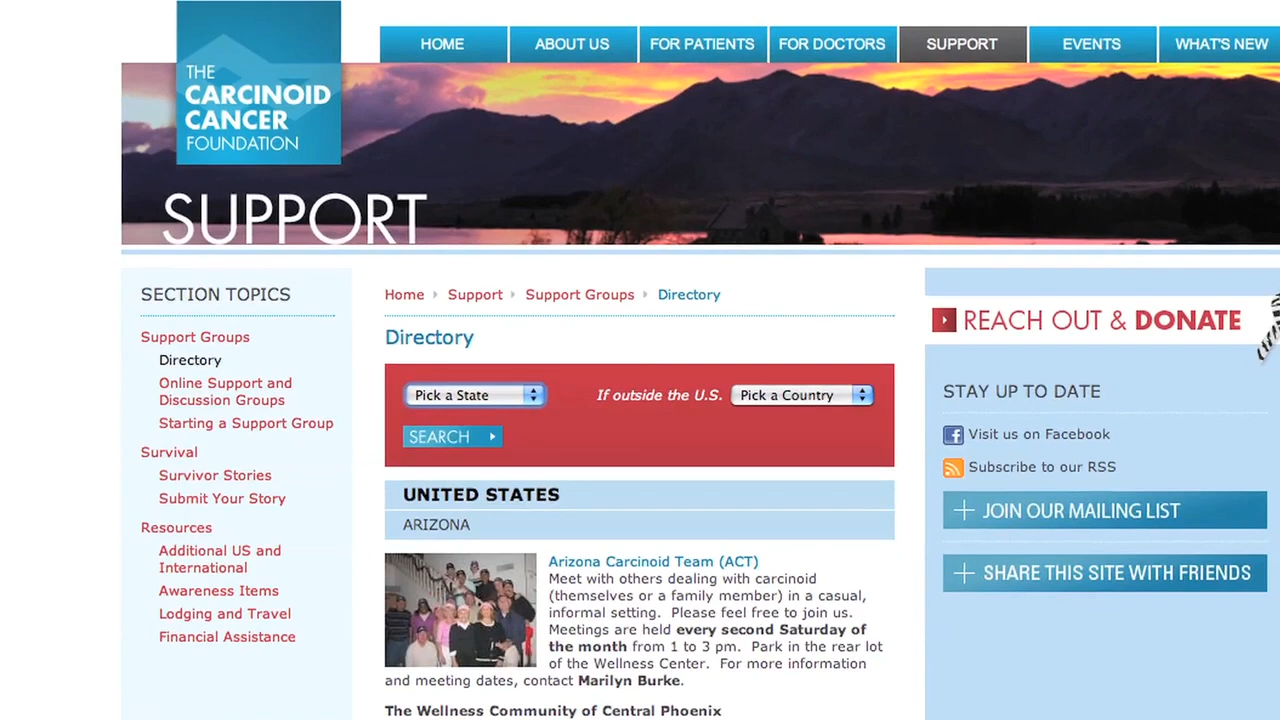 HOME
ABOUT US
FOR PATIENTS
FOR DOCTORS
SUPPORT
EVENTS
WHAT'S NEW
THE
CARCINOID
CANCER
FOUNDATION
SUPPORT
SECTION TOPICS
Support Groups
Directory
Online Support and
Discussion Groups
Starting a Support Group
Survival
Survivor Stories
Submit Your Story
Resources
Additional US and
International
Awareness Items
Lodging and Travel
Financial Assistance
Home Support Support Groups Directory
Directory
Pick a State If outside the U.S. Pick a Country
SEARCH
UNITED STATES
ARIZONA
Arizona Carcinoid Team (ACT)
Meet with others dealing with carcinoid
(themselves or a family member) in a casual,
informal setting. Please feel free to join us.
Meetings are held every second Saturday of
the month from 1 to 3 pm. Park in the rear lot
of the Wellness Center. For more information
and meeting dates, contact Marilyn Burke.
The Wellness Community of Central Phoenix
REACH OUT & DONATE
STAY UP TO DATE
Visit us on Facebook
Subscribe to our RSS
JOIN OUR MAILING LIST
SHARE THIS SITE WITH FRIENDS